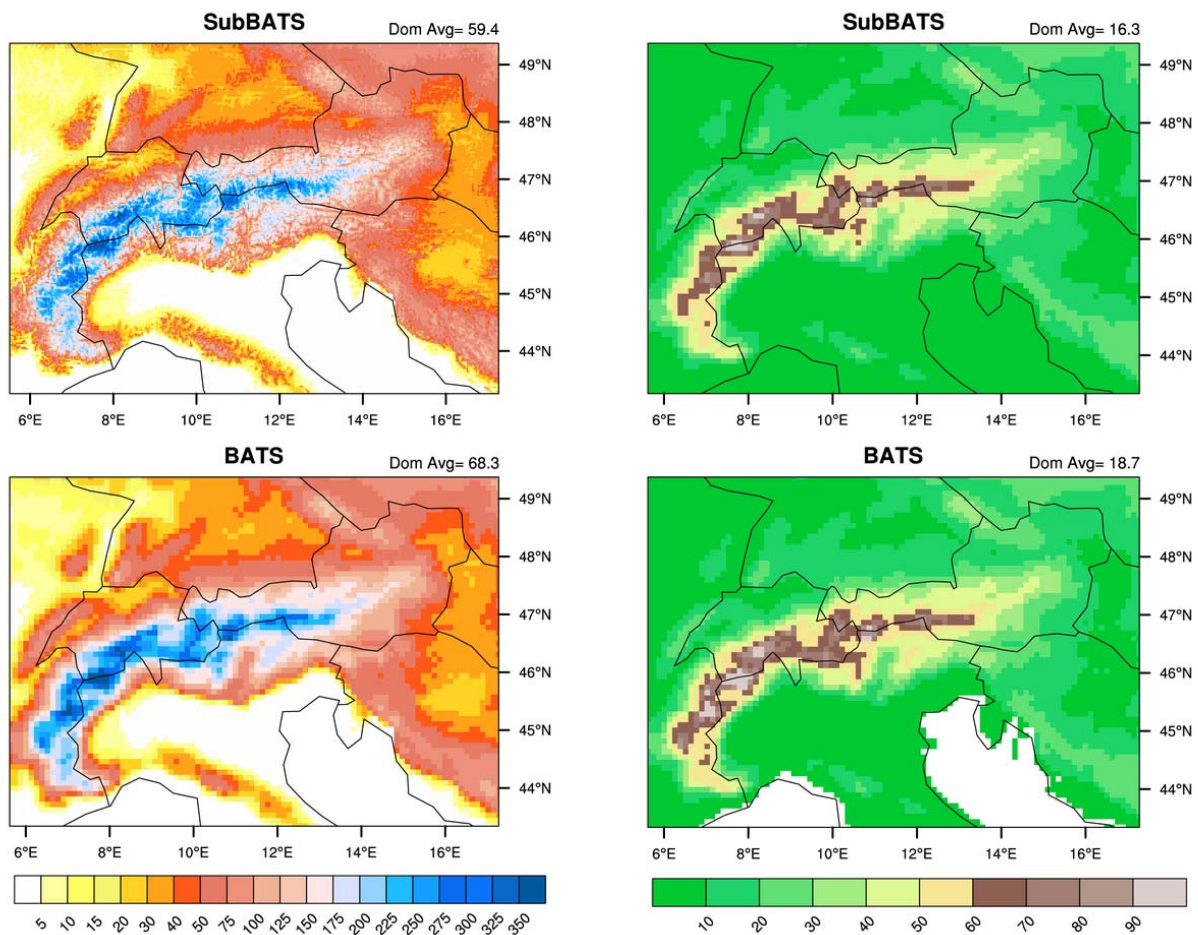 SubBATS
Dom Avg= 59.4
49°N
48°N
47°N
46°N
45°N
44°N
6°E 8°E 10°E 12°E 14°E 16°E
SubBATS
Dom Avg= 16.3
49°N
48°N
47°N
46°N
45°N
44°N
6°E 8°E 10°E 12°E 14°E 16°E
BATS
Dom Avg= 68.3
49°N
48°N
47°N
46°N
45°N
44°N
6°E 8°E 10°E 12°E 14°E 16°E
BATS
Dom Avg= 18.7
49°N
48°N
47°N
46°N
45°N
44°N
6°E 8°E 10°E 12°E 14°E 16°E
5 10 15 20 30 40 50 75 100 125 150 175 200 225 250 300 325 350
10 20 30 40 50 60 70 80 90